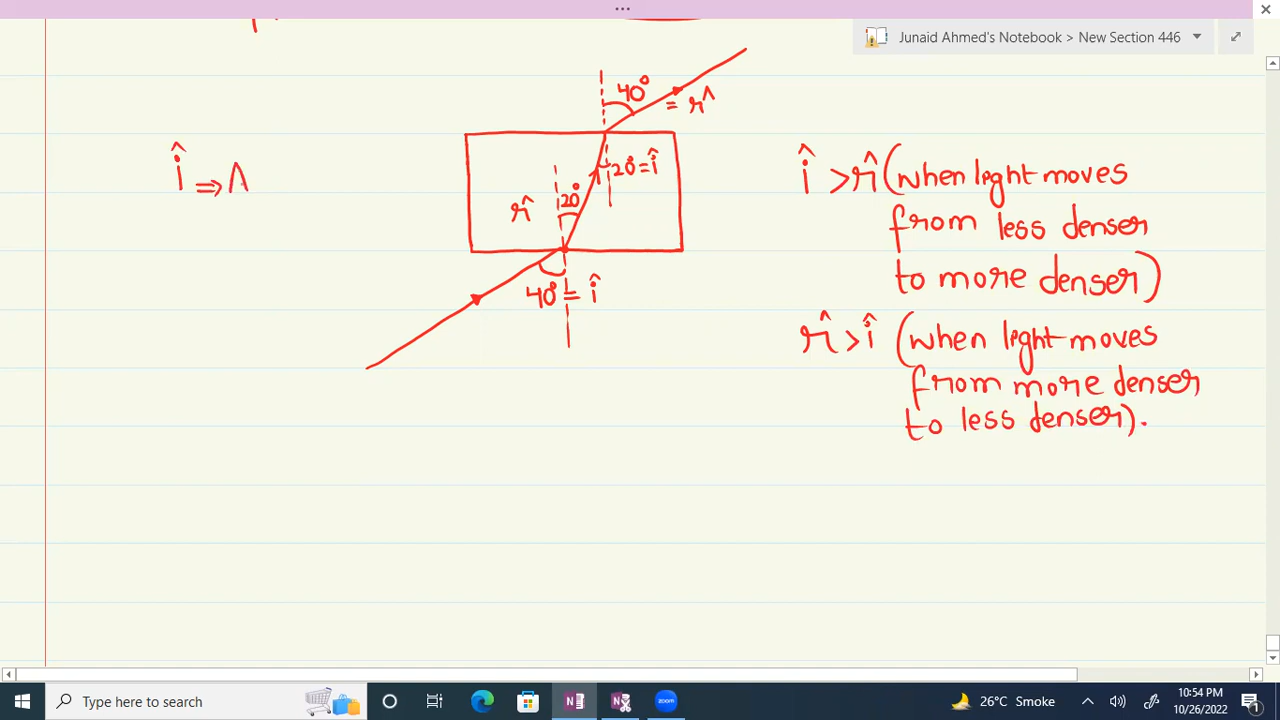 Junaid Ahmed's Notebook > New Section 446
40°
= r̂
20° = î
20°
r̂
40° = î
î ⇒ A
î > r̂ (when light moves
from less denser
to more denser)
r̂ > î (when light moves
from more denser
to less denser).
Type here to search
26°C Smoke
10:54 PM
10/26/2022
1